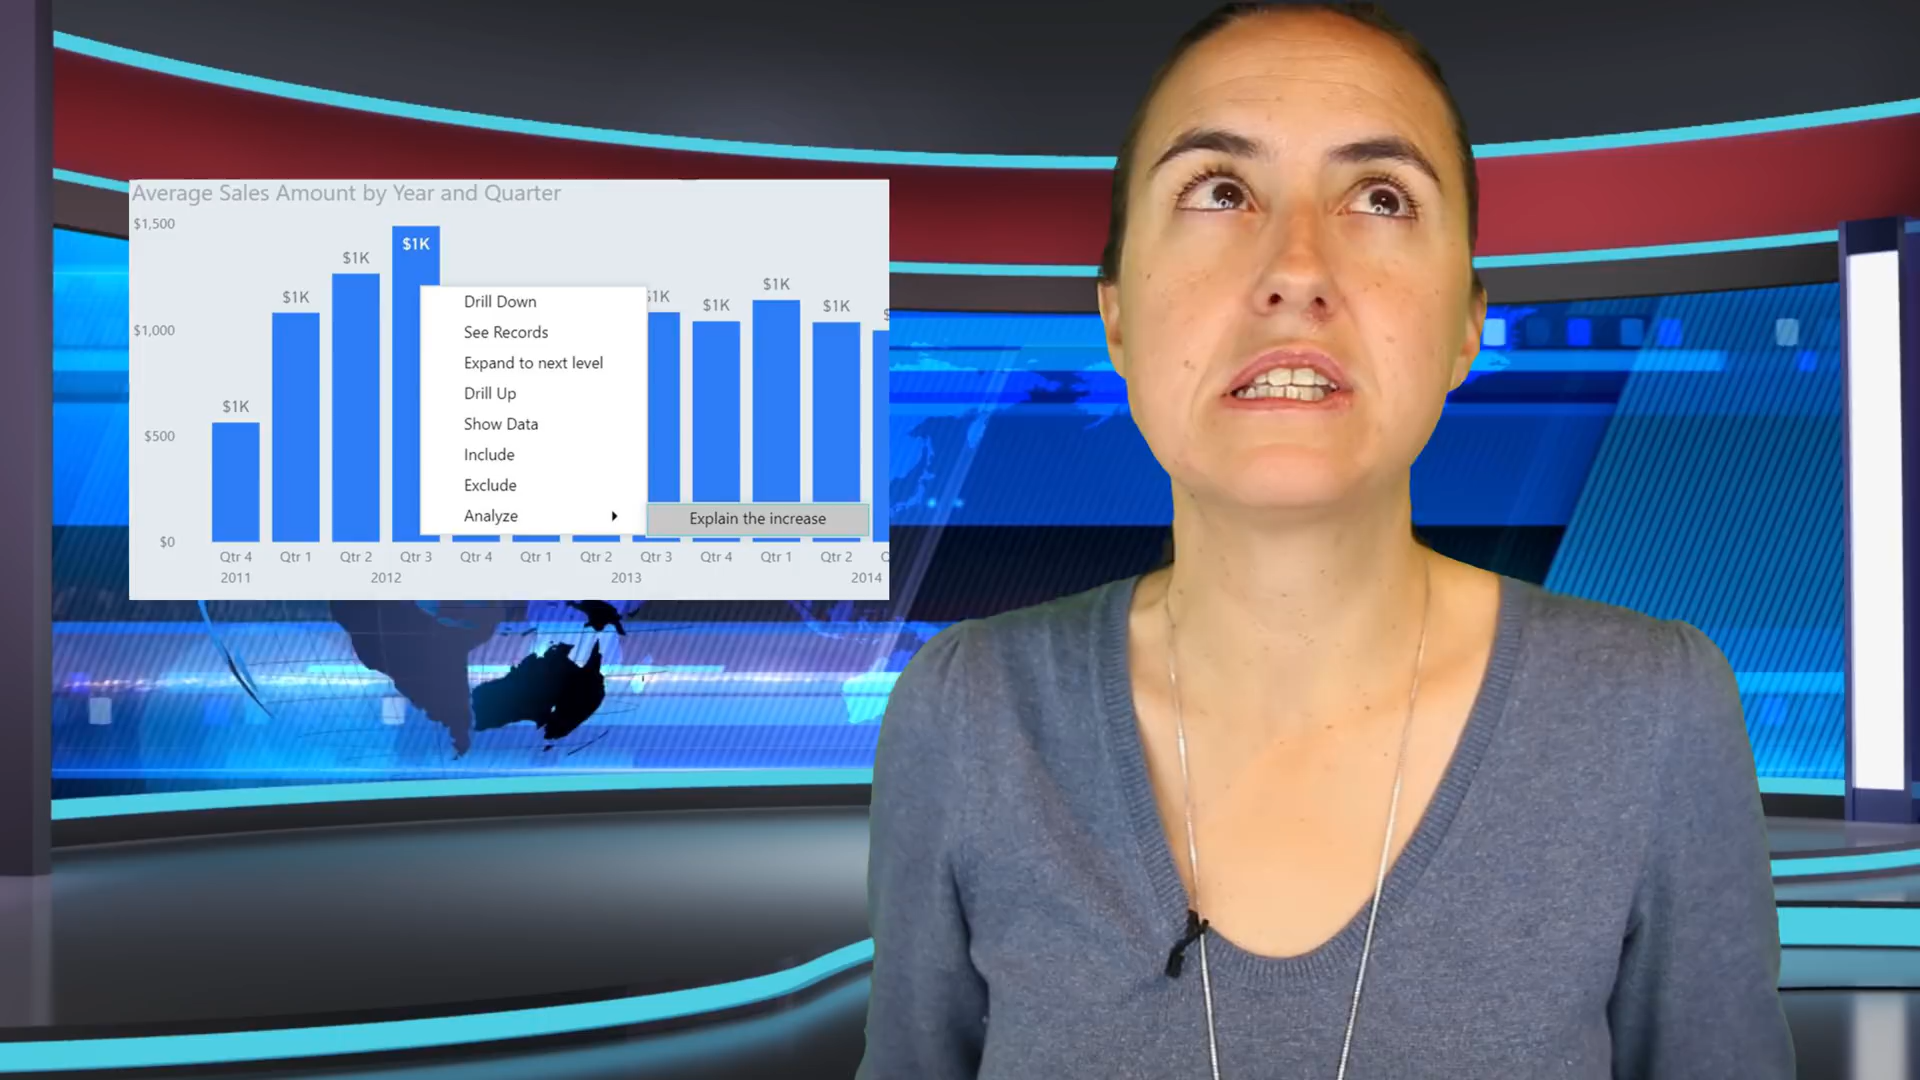 Average Sales Amount by Year and Quarter
$1,500
$1K
$1K
$1K
$1K
$1K
$1K
$1K
$1K
$1K
$1,000
$500
$0
Drill Down
See Records
Expand to next level
Drill Up
Show Data
Include
Exclude
Analyze
Explain the increase
Qtr 4 Qtr 1 Qtr 2 Qtr 3 Qtr 4 Qtr 1 Qtr 2 Qtr 3 Qtr 4 Qtr 1 Qtr 2
2011 2012 2013 2014